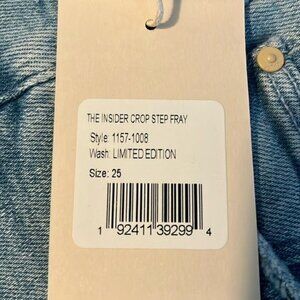 THE INSIDER CROP STEP FRAY
Style: 1157-1008
Wash: LIMITED EDITION
Size: 25
1 92411 39299 4